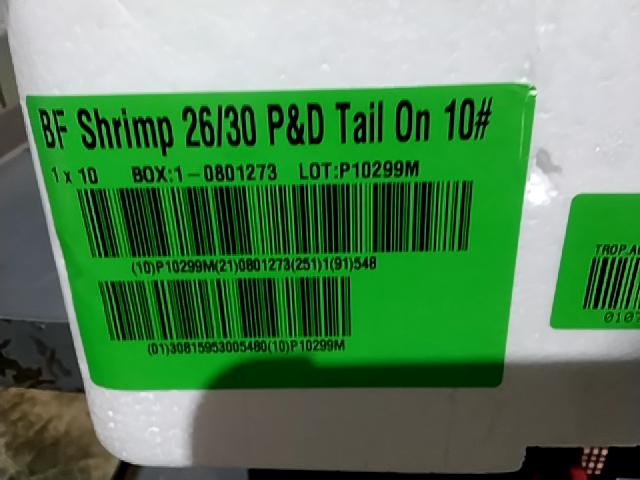 BF Shrimp 26/30 P&D Tail On 10#
1 x 10 BOX:1-0801273 LOT:P10299M
(10)P10299M(21)0801273(251)1(91)548
(01)30815953005480(10)P10299M